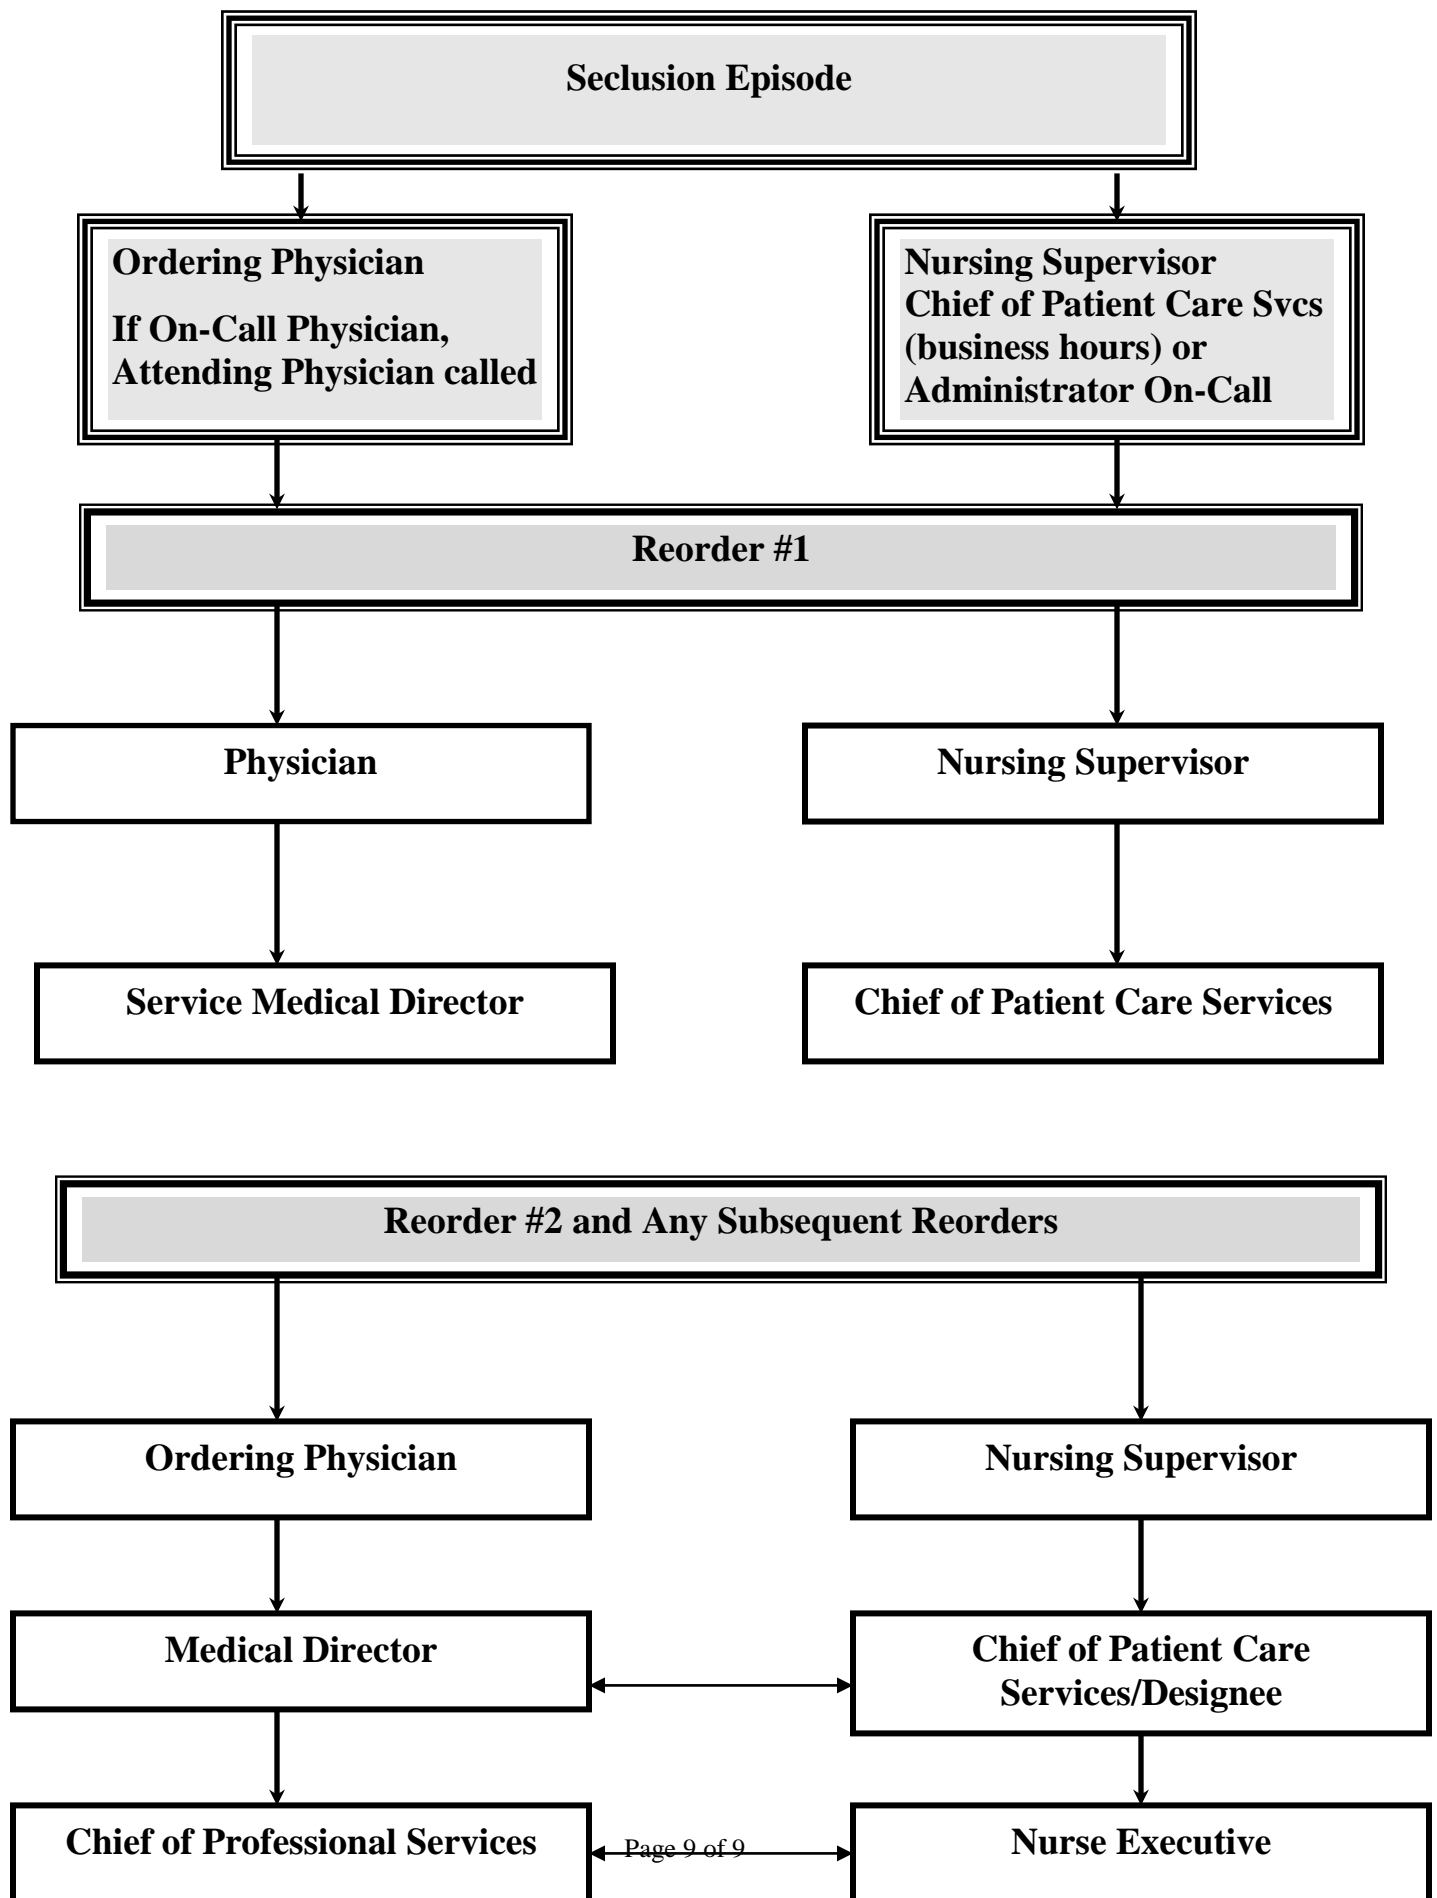 Seclusion Episode
Ordering Physician
If On-Call Physician,
Attending Physician called
Nursing Supervisor
Chief of Patient Care Svcs
(business hours) or
Administrator On-Call
Reorder #1
Physician
Nursing Supervisor
Service Medical Director
Chief of Patient Care Services
Reorder #2 and Any Subsequent Reorders
Ordering Physician
Nursing Supervisor
Medical Director
Chief of Patient Care
Services/Designee
Chief of Professional Services
Page 9 of 9
Nurse Executive